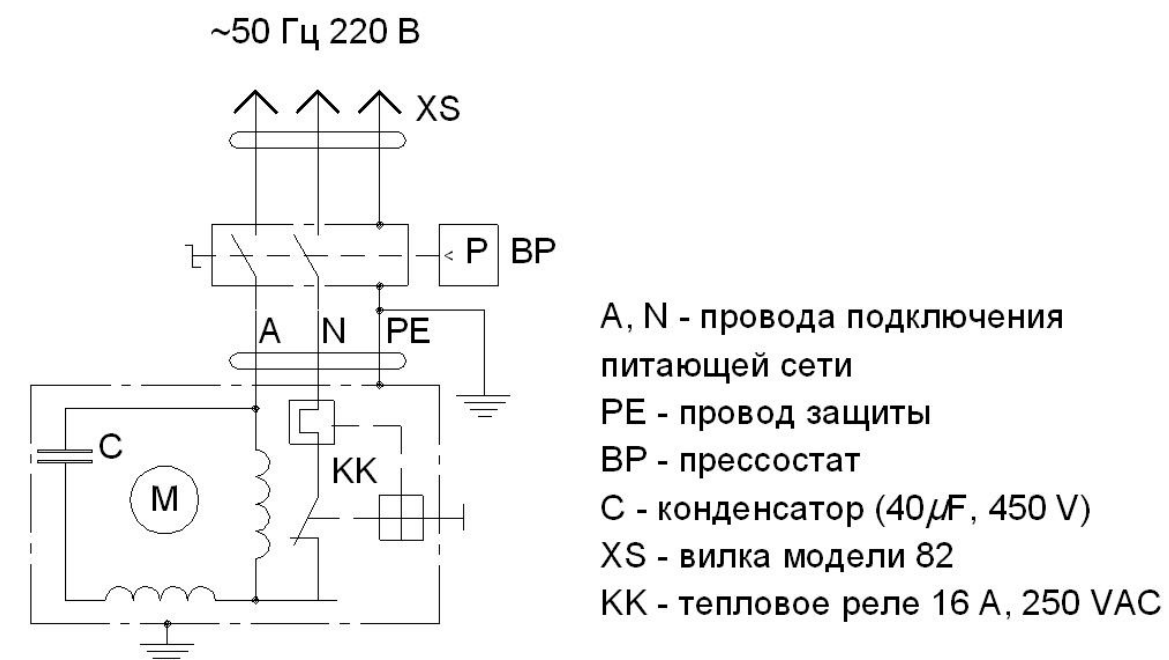 ~50 Гц 220 В
XS
< P BP
A N PE
C
M
KK
A, N - провода подключения
питающей сети
PE - провод защиты
BP - прессостат
C - конденсатор (40μF, 450 V)
XS - вилка модели 82
KK - тепловое реле 16 А, 250 VAC